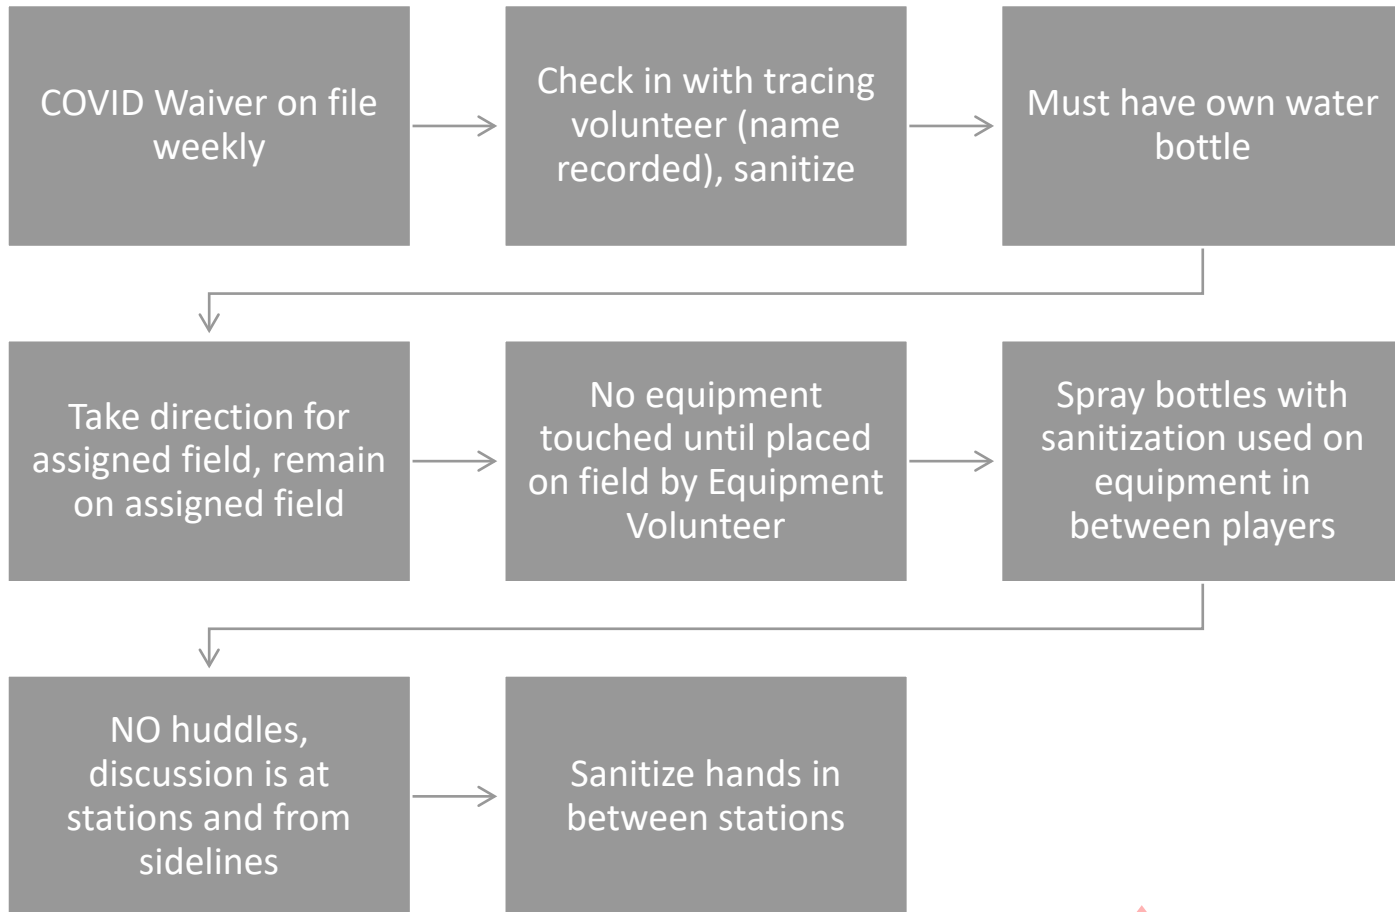 COVID Waiver on file
weekly
Check in with tracing
volunteer (name
recorded), sanitize
Must have own water
bottle
Take direction for
assigned field, remain
on assigned field
No equipment
touched until placed
on field by Equipment
Volunteer
Spray bottles with
sanitization used on
equipment in
between players
NO huddles,
discussion is at
stations and from
sidelines
Sanitize hands in
between stations